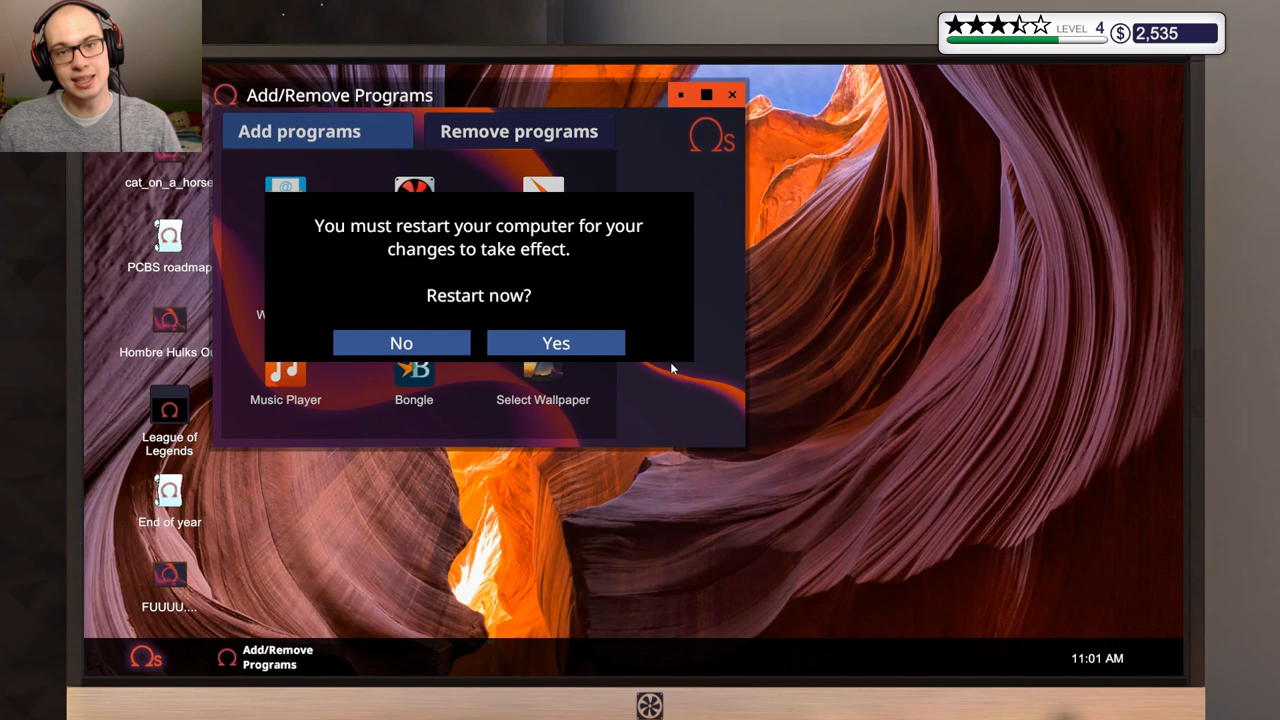 LEVEL 4
$ 2,535
Add/Remove Programs
Add programs
Remove programs
You must restart your computer for your
changes to take effect.
Restart now?
No
Yes
Music Player
Bongle
Select Wallpaper
cat_on_a_horse
PCBS roadmap
Hombre Hulks Ou
League of
Legends
End of year
FUUUU....
Add/Remove
Programs
11:01 AM